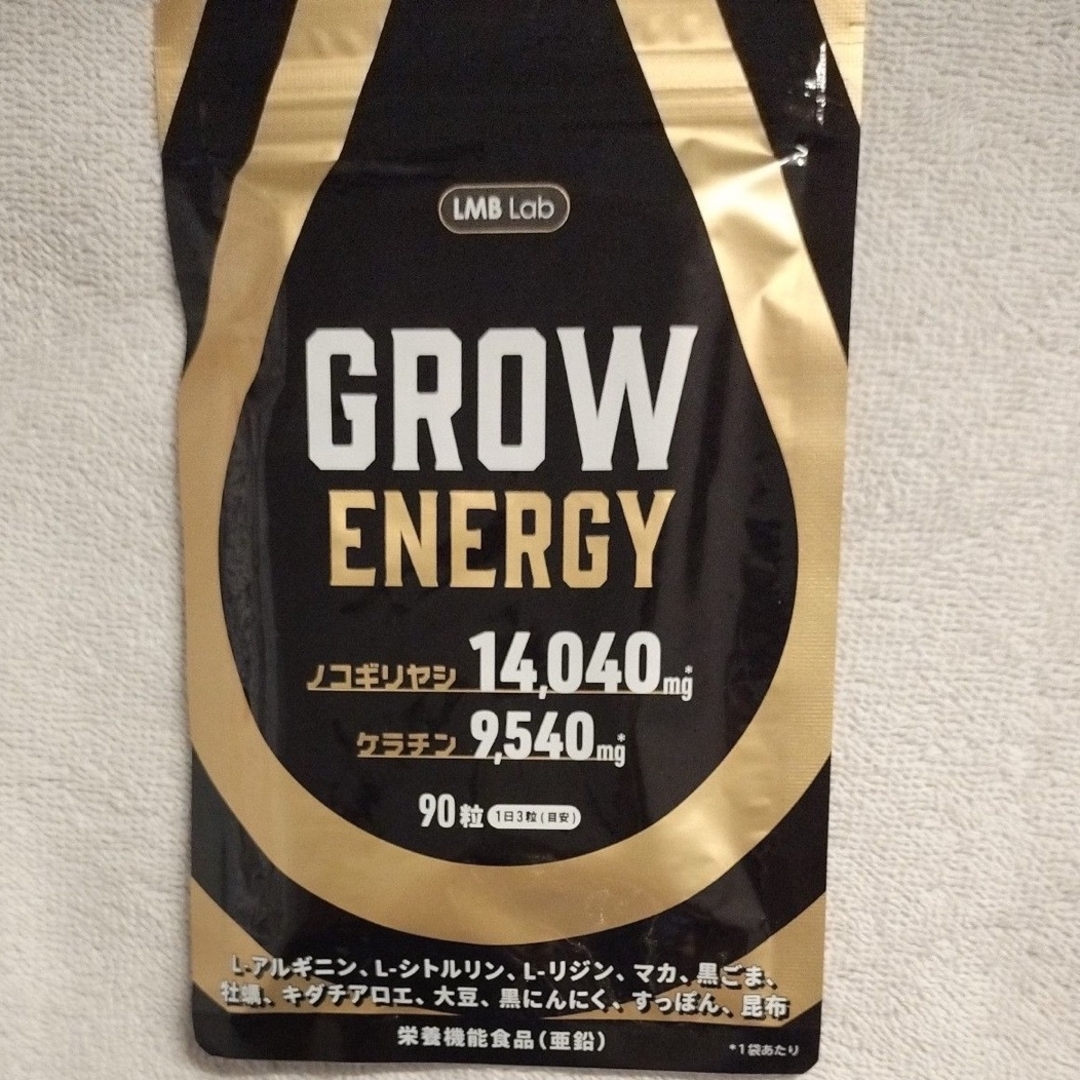 LMB Lab
GROW
ENERGY
ノコギリヤシ 14,040mg*
ケラチン 9,540mg*
90粒 1日3粒(目安)
L-アルギニン、L-シトルリン、L-リジン、マカ、黒ごま、
牡蠣、キダチアロエ、大豆、黒にんにく、すっぽん、昆布
栄養機能食品(亜鉛)
*1袋あたり